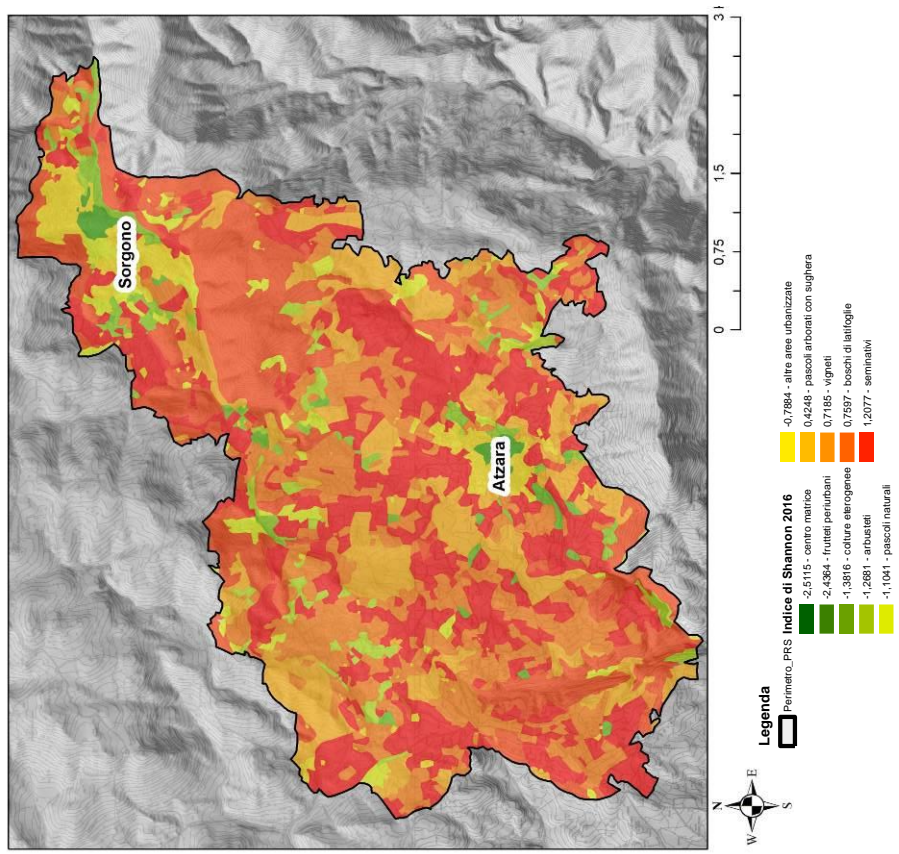 Sorgono
Atzara
0
0,75
1,5
3
Legenda
Perimetro_PRS
Indice di Shannon 2016
-2,5115 - centro matrice
-2,4364 - frutteti periurbani
-1,3816 - colture eterogenee
-1,2681 - arbusteti
-1,1041 - pascoli naturali
-0,7884 - altre aree urbanizzate
0,4248 - pascoli arborati con sughera
0,7185 - vigneti
0,7597 - boschi di latifoglie
1,2077 - seminativi
N
W
E
S